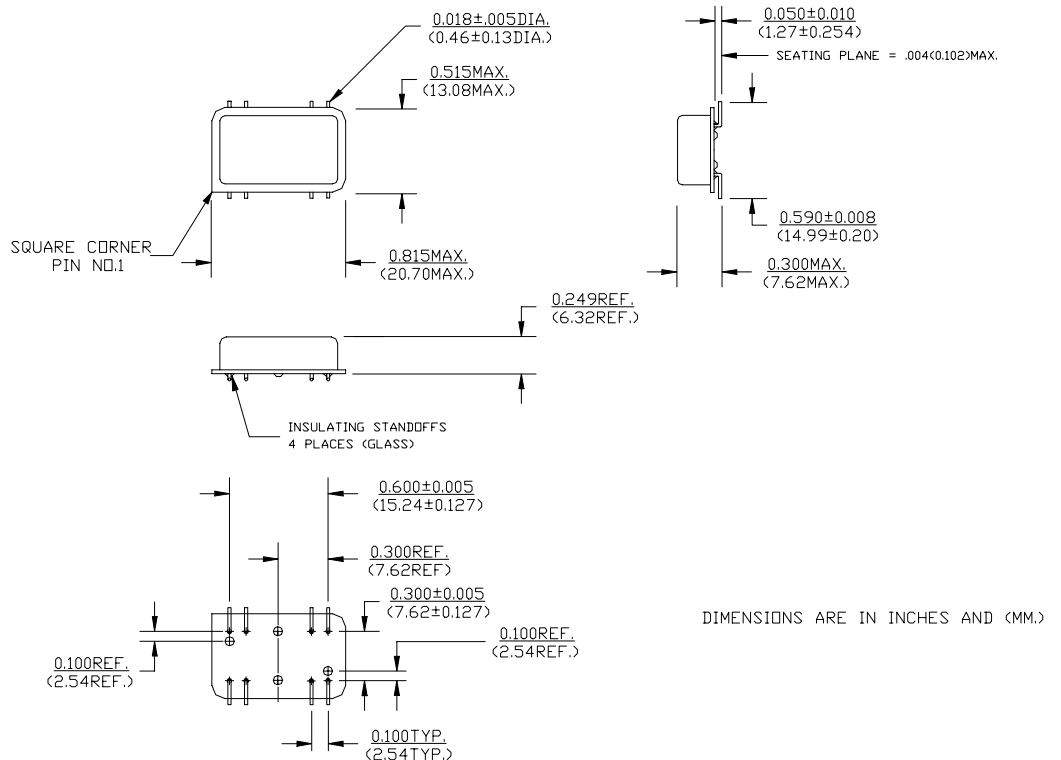 0.018±.005DIA.
(0.46±0.13DIA.)
0.515MAX.
(13.08MAX.)
SQUARE CORNER
PIN NO.1
0.815MAX.
(20.70MAX.)
0.050±0.010
(1.27±0.254)
SEATING PLANE = .004(0.102)MAX.
0.590±0.008
(14.99±0.20)
0.300MAX.
(7.62MAX.)
0.249REF.
(6.32REF.)
INSULATING STANDOFFS
4 PLACES (GLASS)
0.600±0.005
(15.24±0.127)
0.300REF.
(7.62REF)
0.300±0.005
(7.62±0.127)
0.100REF.
(2.54REF.)
0.100REF.
(2.54REF.)
0.100TYP.
(2.54TYP.)
DIMENSIONS ARE IN INCHES AND (MM.)